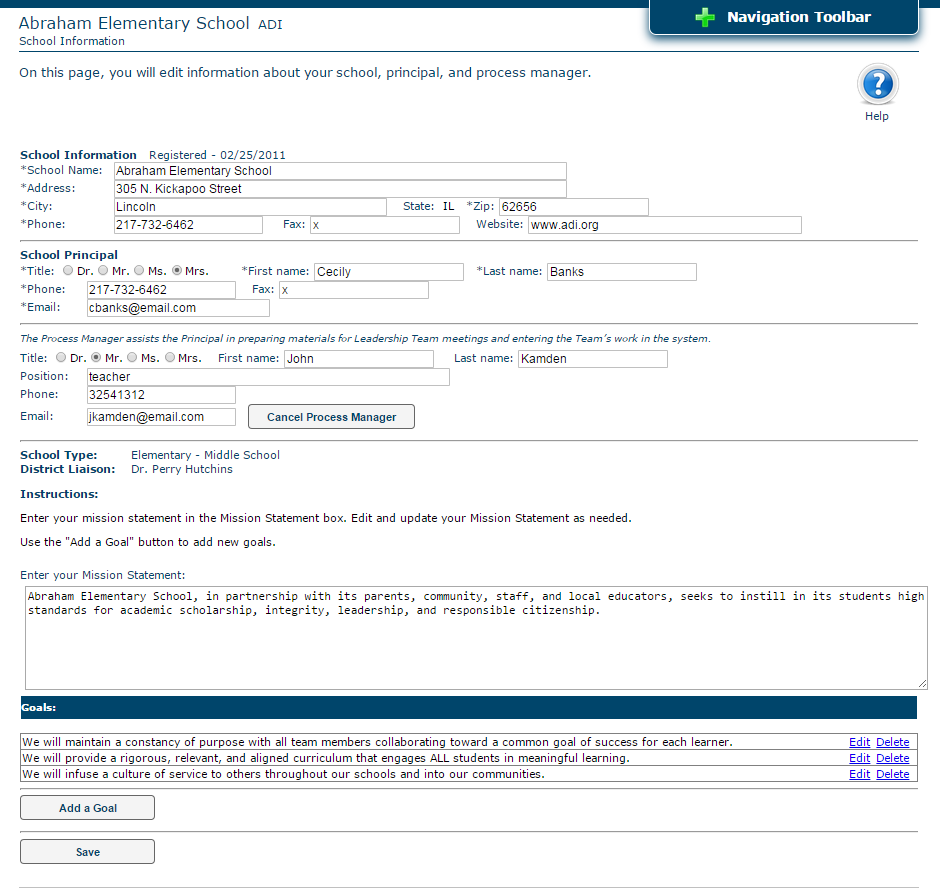 Abraham Elementary School ADI
Navigation Toolbar
School Information
On this page, you will edit information about your school, principal, and process manager.
?
Help
School Information Registered - 02/25/2011
*School Name: Abraham Elementary School
*Address: 305 N. Kickapoo Street
*City: Lincoln State: IL *Zip: 62656
*Phone: 217-732-6462 Fax: x Website: www.adi.org
School Principal
*Title: Dr. Mr. Ms. Mrs. *First name: Cecily *Last name: Banks
*Phone: 217-732-6462 Fax: x
*Email: cbanks@email.com
The Process Manager assists the Principal in preparing materials for Leadership Team meetings and entering the Team's work in the system.
Title: Dr. Mr. Ms. Mrs. First name: John Last name: Kamden
Position: teacher
Phone: 32541312
Email: jkamden@email.com Cancel Process Manager
School Type: Elementary - Middle School
District Liaison: Dr. Perry Hutchins
Instructions:
Enter your mission statement in the Mission Statement box. Edit and update your Mission Statement as needed.
Use the "Add a Goal" button to add new goals.
Enter your Mission Statement:
Abraham Elementary School, in partnership with its parents, community, staff, and local educators, seeks to instill in its students high
standards for academic scholarship, integrity, leadership, and responsible citizenship.
Goals:
We will maintain a constancy of purpose with all team members collaborating toward a common goal of success for each learner. Edit Delete
We will provide a rigorous, relevant, and aligned curriculum that engages ALL students in meaningful learning. Edit Delete
We will infuse a culture of service to others throughout our schools and into our communities. Edit Delete
Add a Goal
Save